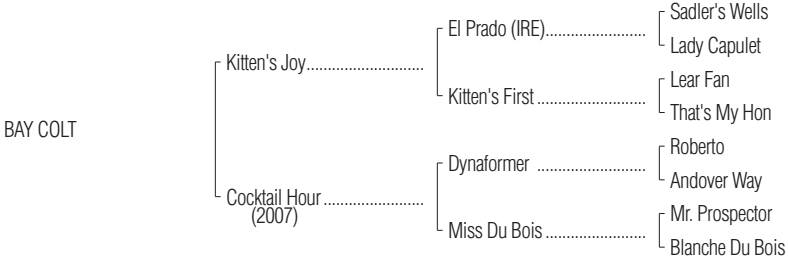 Sadler's Wells
El Prado (IRE)........................
Lady Capulet
Kitten's Joy............................
Lear Fan
Kitten's First ..........................
That's My Hon
BAY COLT
Roberto
Dynaformer ..........................
Andover Way
Cocktail Hour ........................
(2007)
Mr. Prospector
Miss Du Bois ........................
Blanche Du Bois